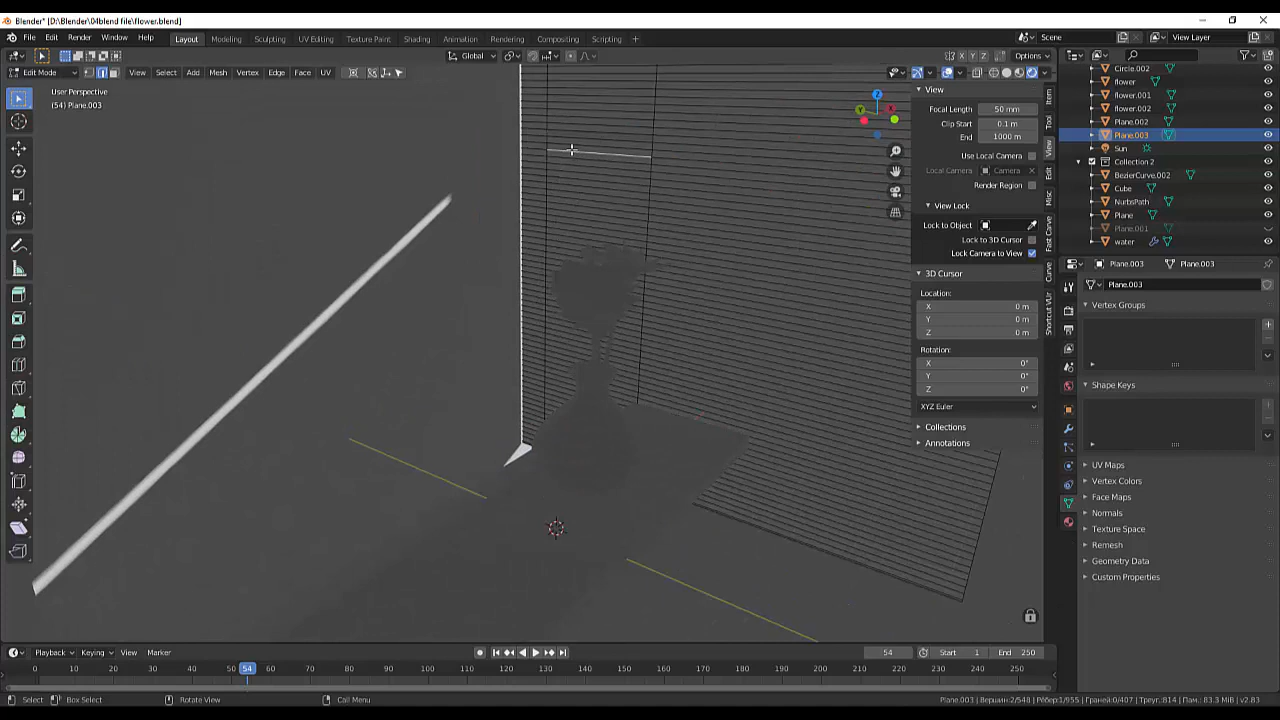 Blender* [D:\Blender\04blend file\flower.blend]
File Edit Render Window Help Layout Modeling Sculpting UV Editing Texture Paint Shading Animation Rendering Compositing Scripting Scene View Layer
Global Options
Edit Mode View Select Add Mesh Vertex Edge Face UV X Y Z
User Perspective
(54) Plane.003
View
Focal Length 50 mm
Clip Start 0.1 m
End 1000 m
Use Local Camera
Local Camera Camera
Render Region
View Lock
Lock to Object
Lock to 3D Cursor
Lock Camera to View
3D Cursor
Location:
X 0 m
Y 0 m
Z 0 m
Rotation:
X 0°
Y 0°
Z 0°
XYZ Euler
Collections
Annotations
Item
Tool
View
Edit
Misc
Fast Carve
Curve
Shortcut VUr
Circle.002
flower
flower.001
flower.002
Plane.002
Plane.003
Sun
Collection 2
BezierCurve.002
Cube
NurbsPath
Plane
Plane.001
water
Plane.003 Plane.003
Plane.003
Vertex Groups
Shape Keys
UV Maps
Vertex Colors
Face Maps
Normals
Texture Space
Remesh
Geometry Data
Custom Properties
Playback Keying View Marker 54 Start 1 End 250
0 10 20 30 40 50 54 60 70 80 90 100 110 120 130 140 150 160 170 180 190 200 210 220 230 240 250
Select Box Select Rotate View Call Menu Plane.003 | Вершин:2/548 | Рёбер:1/955 | Граней:0/407 | Треуг.:814 | Пам.: 83.3 MiB | v2.83